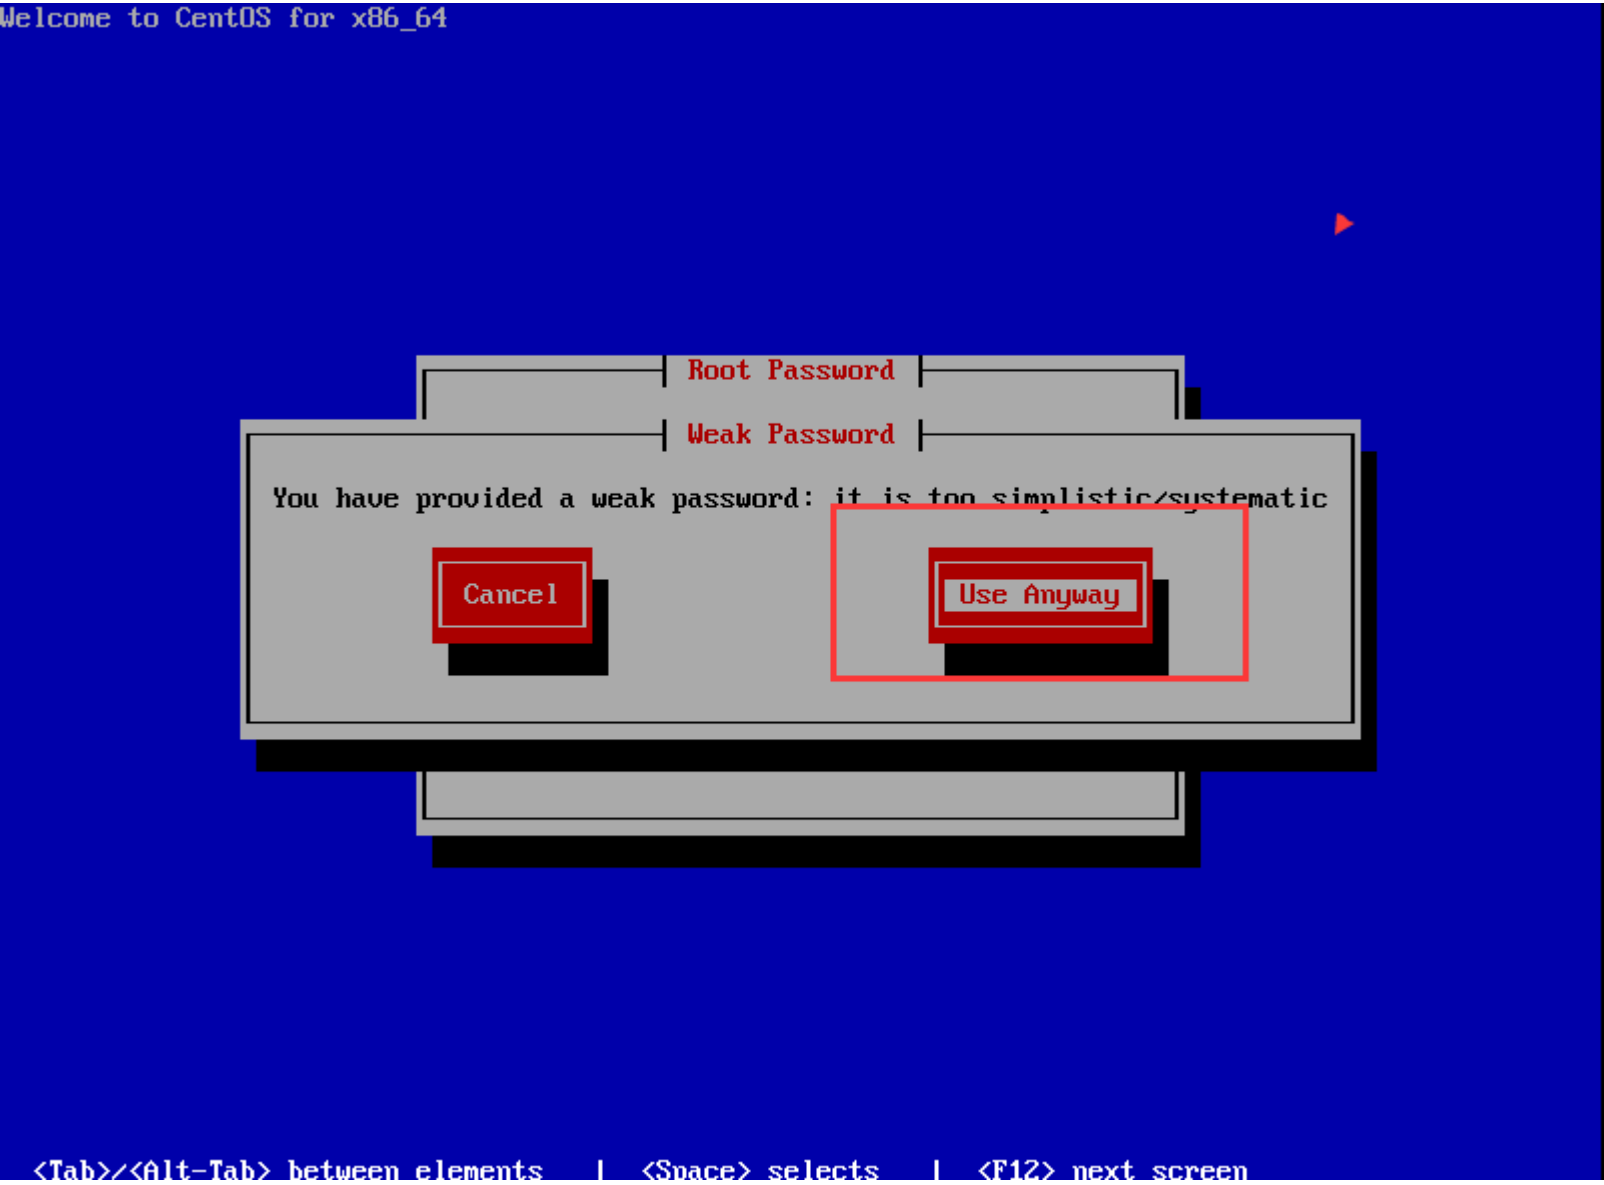 Welcome to CentOS for x86_64
Root Password
Weak Password
You have provided a weak password: it is too simplistic/systematic
Cancel
Use Anyway
<Tab>/<Alt-Tab> between elements   |  <Space> selects   |  <F12> next screen